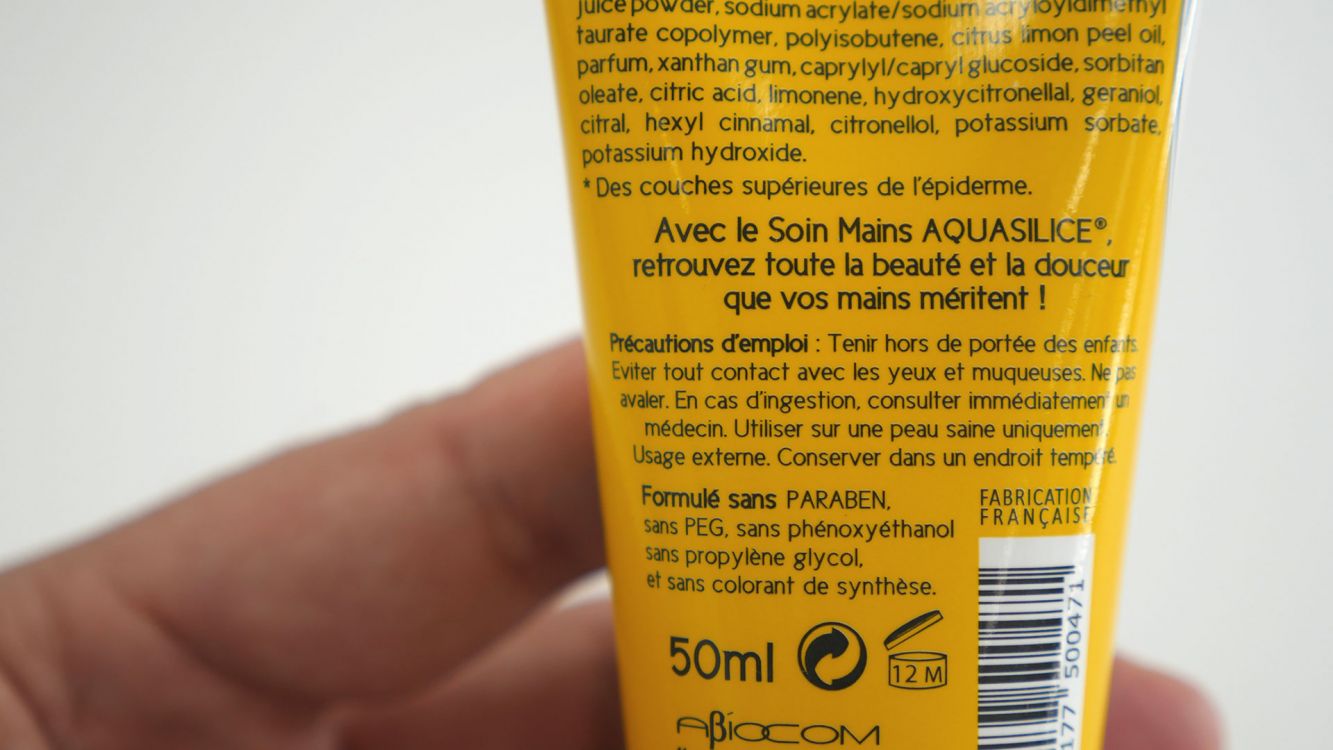 juice powder, sodium acrylate/sodium acryloyldimethyl
taurate copolymer, polyisobutene, citrus limon peel oil,
parfum, xanthan gum, caprylyl/capryl glucoside, sorbitan
oleate, citric acid, limonene, hydroxycitronellal, geraniol,
citral, hexyl cinnamal, citronellol, potassium sorbate,
potassium hydroxide.
* Des couches supérieures de l'épiderme.
Avec le Soin Mains AQUASILICE®,
retrouvez toute la beauté et la douceur
que vos mains méritent !
Précautions d'emploi : Tenir hors de portée des enfants.
Eviter tout contact avec les yeux et muqueuses. Ne pas
avaler. En cas d'ingestion, consulter immédiatement un
médecin. Utiliser sur une peau saine uniquement.
Usage externe. Conserver dans un endroit tempéré.
Formulé sans PARABEN,
sans PEG, sans phénoxyéthanol
sans propylène glycol,
et sans colorant de synthèse.
FABRICATION
FRANÇAISE
50ml
12 M
177 500471
ABIOCOM